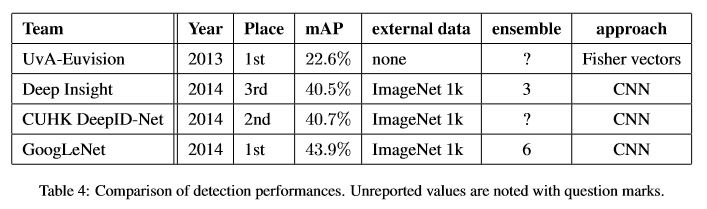 Team Year Place mAP external data ensemble approach
UvA-Euvision 2013 1st 22.6% none ? Fisher vectors
Deep Insight 2014 3rd 40.5% ImageNet 1k 3 CNN
CUHK DeepID-Net 2014 2nd 40.7% ImageNet 1k ? CNN
GoogLeNet 2014 1st 43.9% ImageNet 1k 6 CNN
Table 4: Comparison of detection performances. Unreported values are noted with question marks.